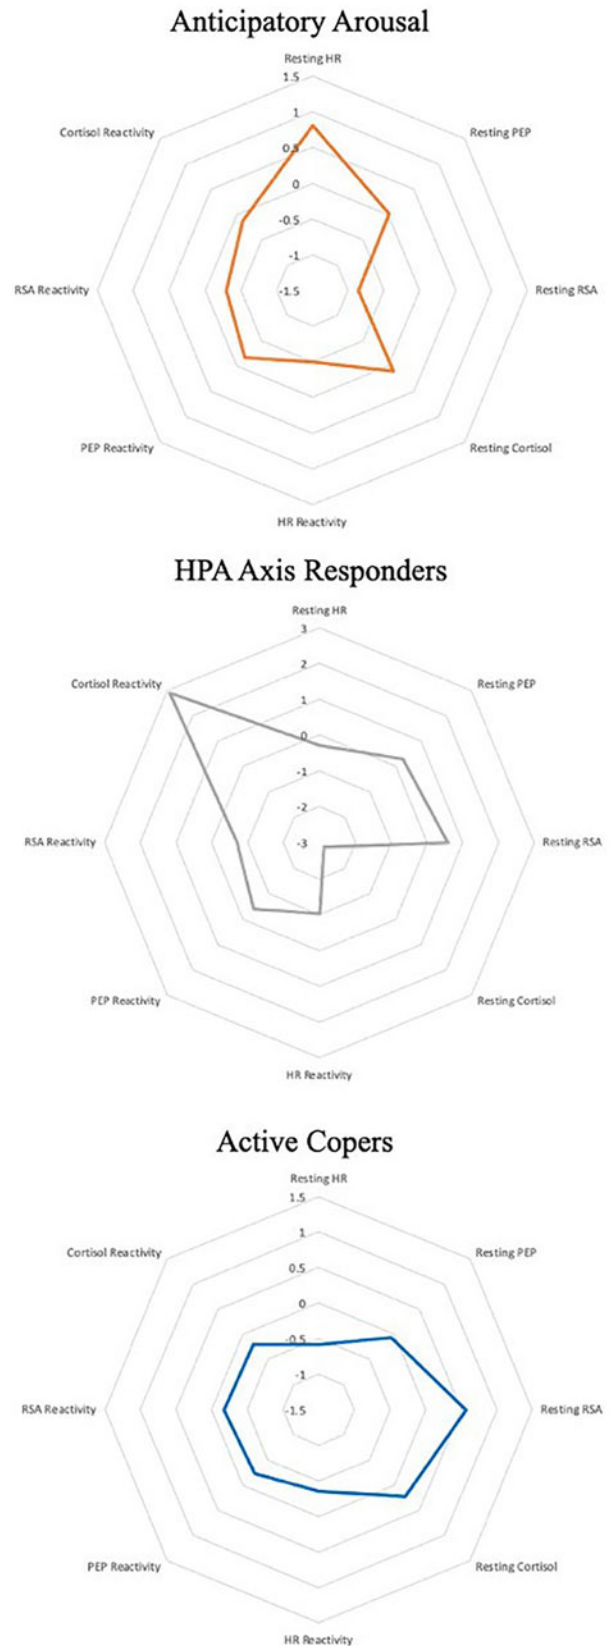 Anticipatory Arousal
Resting HR
1.5
1
Cortisol Reactivity
Resting PEP
0.5
0
-0.5
-1
RSA Reactivity
-1.5
Resting RSA
PEP Reactivity
Resting Cortisol
HR Reactivity
HPA Axis Responders
Resting HR
3
2
Cortisol Reactivity
Resting PEP
1
0
-1
-2
RSA Reactivity
-3
Resting RSA
PEP Reactivity
Resting Cortisol
HR Reactivity
Active Copers
Resting HR
1.5
1
Cortisol Reactivity
Resting PEP
0.5
0
-0.5
-1
RSA Reactivity
-1.5
Resting RSA
PEP Reactivity
Resting Cortisol
HR Reactivity